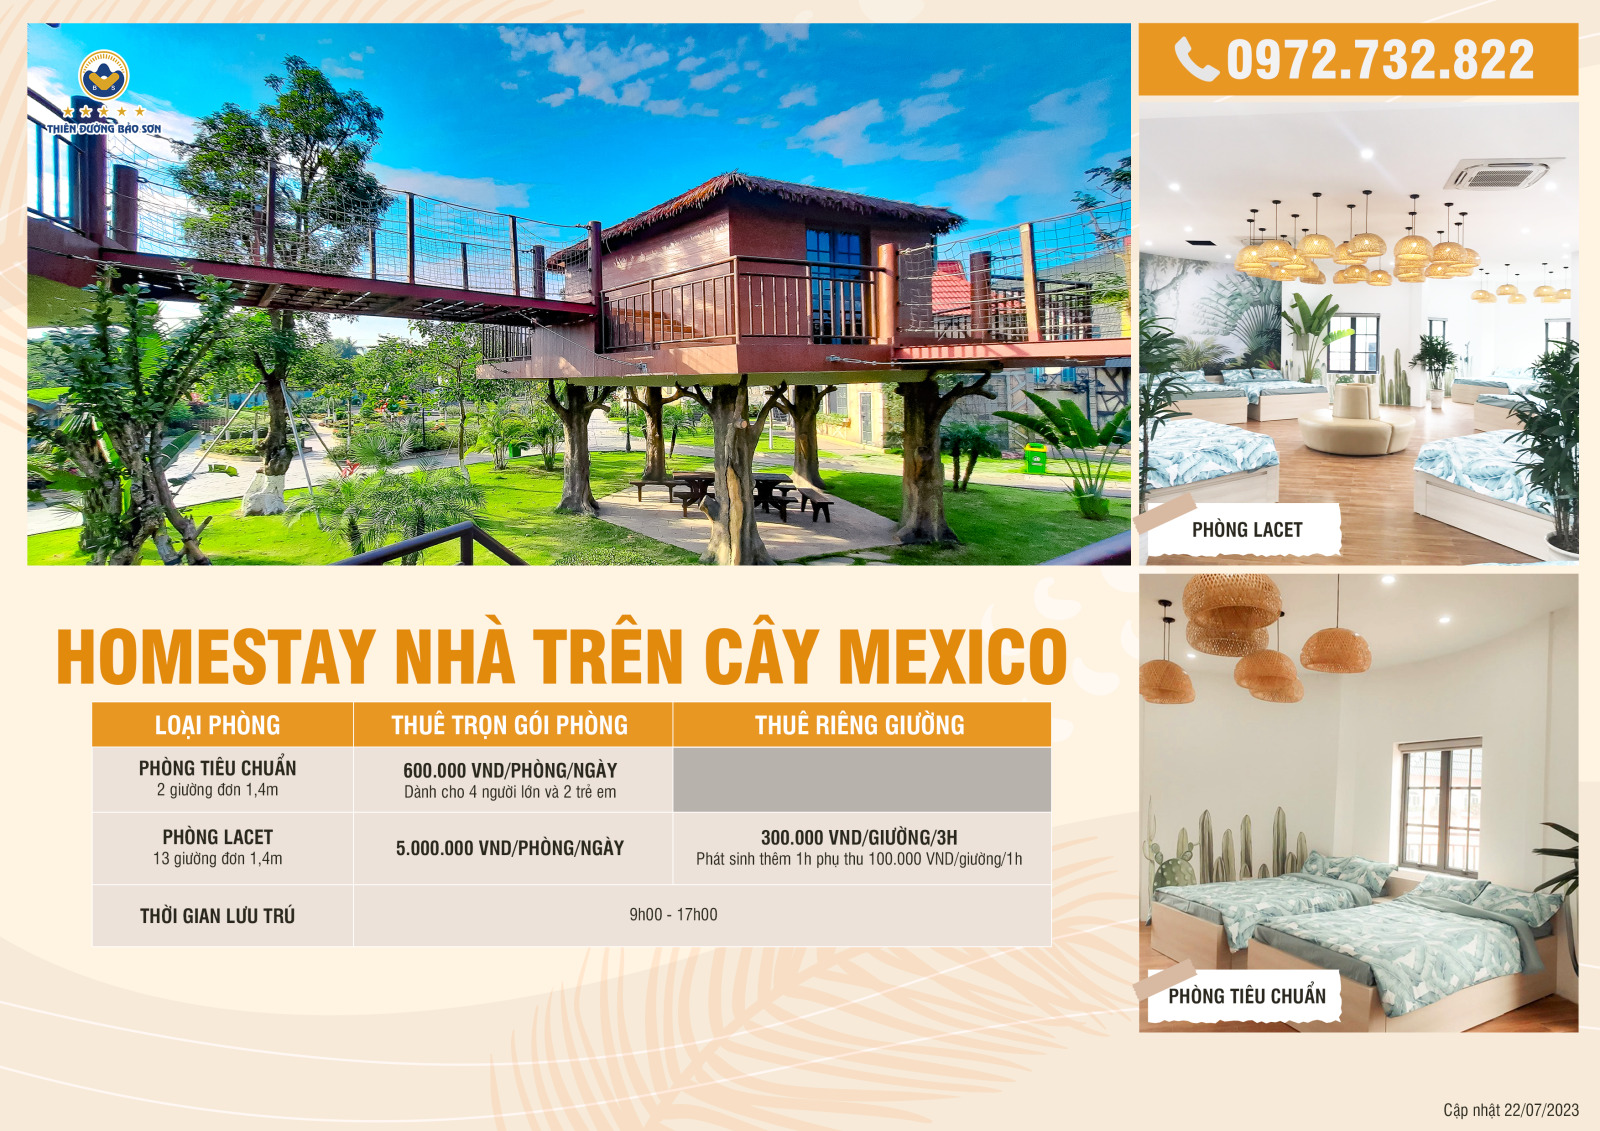 B S
THIÊN ĐƯỜNG BẢO SƠN
0972.732.822
PHÒNG LACET
HOMESTAY NHÀ TRÊN CÂY MEXICO
LOẠI PHÒNG
THUÊ TRỌN GÓI PHÒNG
THUÊ RIÊNG GIƯỜNG
PHÒNG TIÊU CHUẨN
2 giường đơn 1,4m
600.000 VND/PHÒNG/NGÀY
Dành cho 4 người lớn và 2 trẻ em
PHÒNG LACET
13 giường đơn 1,4m
5.000.000 VND/PHÒNG/NGÀY
300.000 VND/GIƯỜNG/3H
Phát sinh thêm 1h phụ thu 100.000 VND/giường/1h
THỜI GIAN LƯU TRÚ
9h00 - 17h00
PHÒNG TIÊU CHUẨN
Cập nhật 22/07/2023